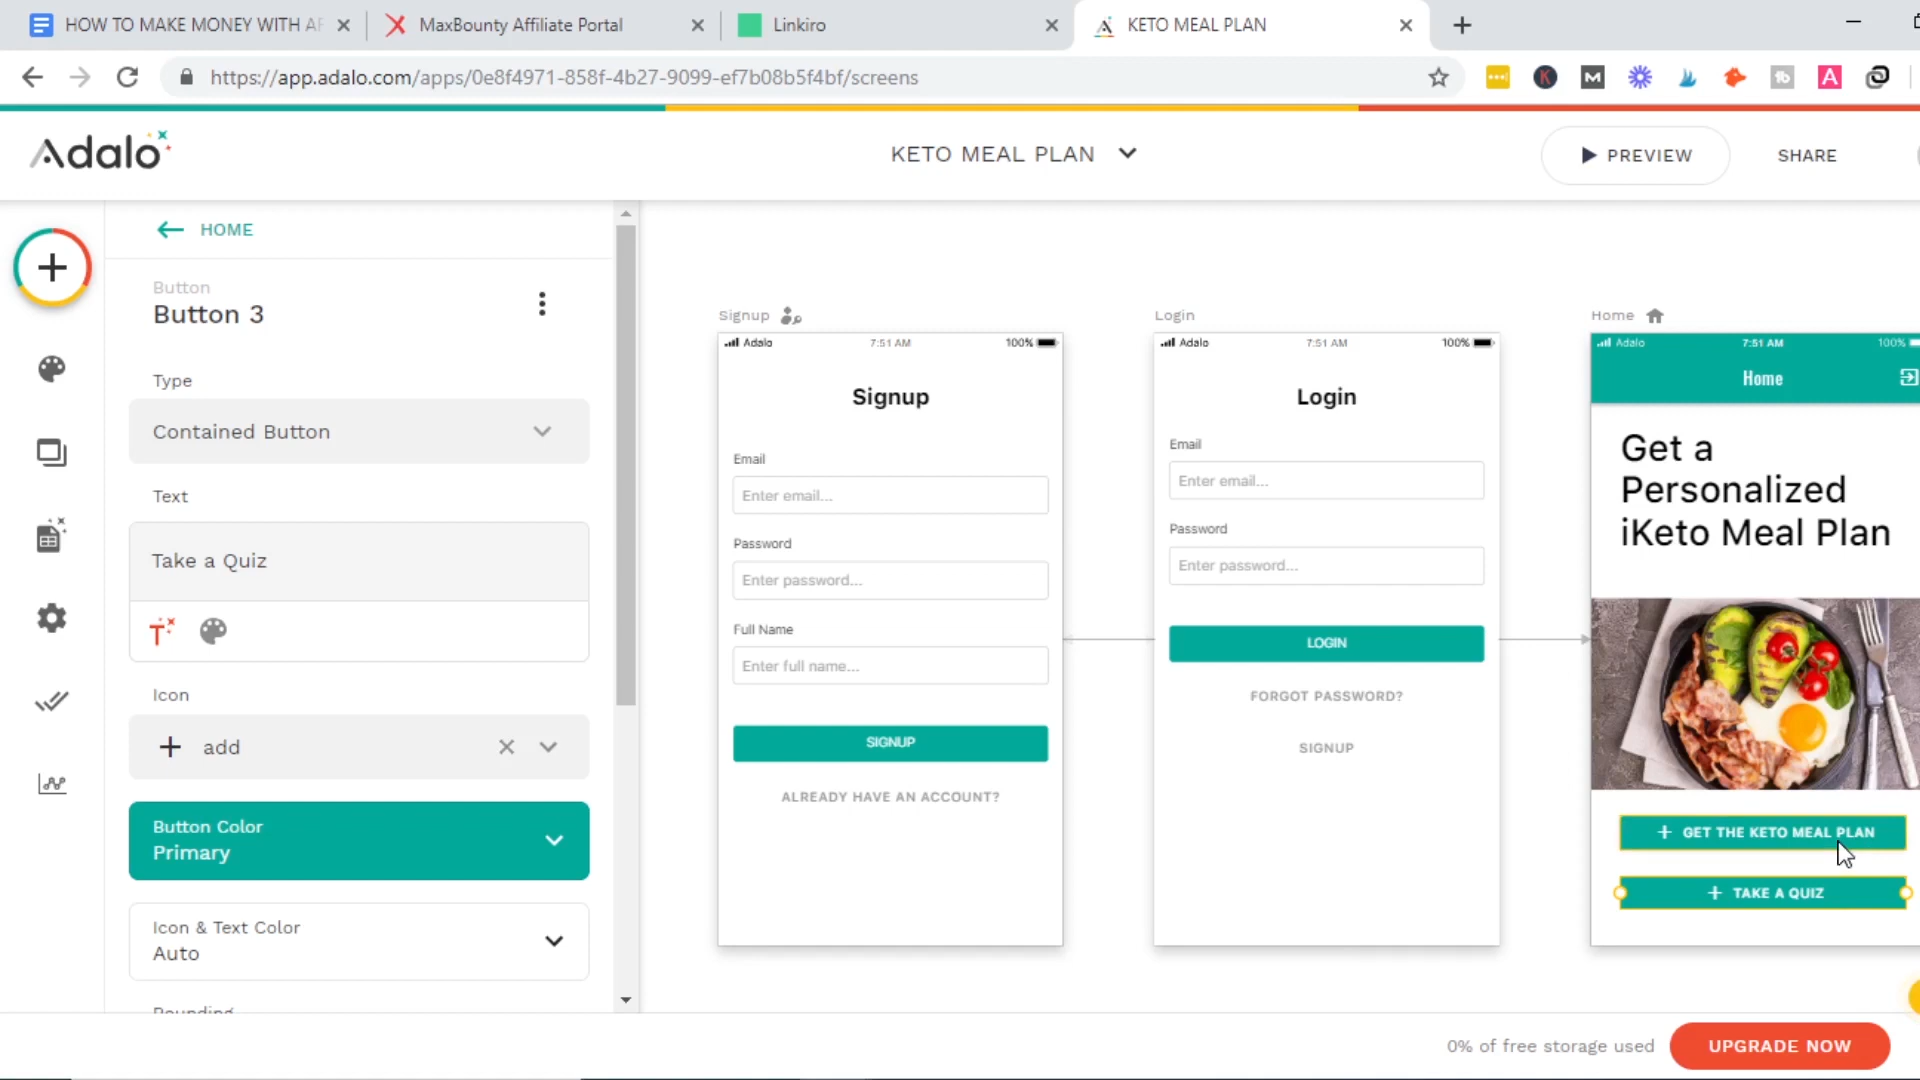 HOW TO MAKE MONEY WITH AF
MaxBounty Affiliate Portal
Linkiro
KETO MEAL PLAN
https://app.adalo.com/apps/0e8f4971-858f-4b27-9099-ef7b08b5f4bf/screens
Adalo
KETO MEAL PLAN
PREVIEW
SHARE
HOME
Button
Button 3
Type
Contained Button
Text
Take a Quiz
Icon
add
Button Color
Primary
Icon & Text Color
Auto
Rounding
Signup
Adalo
7:51 AM
100%
Signup
Email
Enter email...
Password
Enter password...
Full Name
Enter full name...
SIGNUP
ALREADY HAVE AN ACCOUNT?
Login
Adalo
7:51 AM
100%
Login
Email
Enter email...
Password
Enter password...
LOGIN
FORGOT PASSWORD?
SIGNUP
Home
Adalo
7:51 AM
100%
Home
Get a
Personalized
iKeto Meal Plan
GET THE KETO MEAL PLAN
TAKE A QUIZ
0% of free storage used
UPGRADE NOW